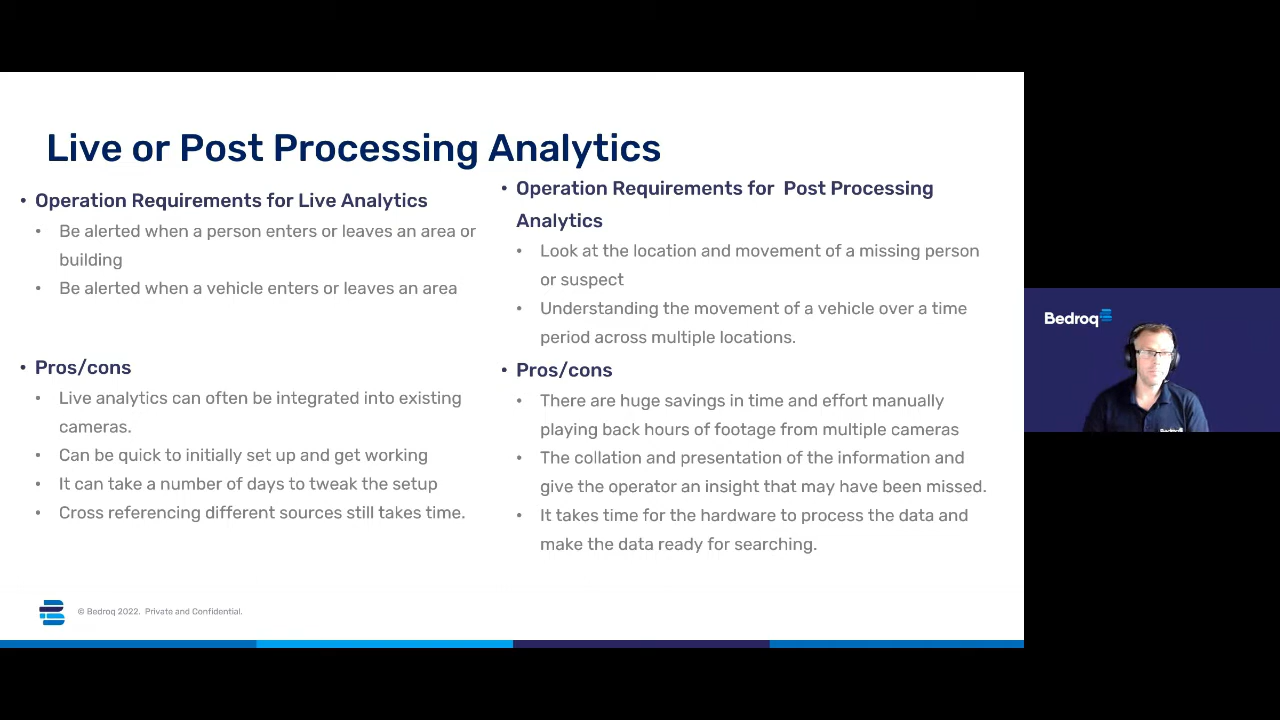 Live or Post Processing Analytics
• Operation Requirements for Live Analytics
• Be alerted when a person enters or leaves an area or
building
• Be alerted when a vehicle enters or leaves an area
• Pros/cons
• Live analytics can often be integrated into existing
cameras.
• Can be quick to initially set up and get working
• It can take a number of days to tweak the setup
• Cross referencing different sources still takes time.
• Operation Requirements for Post Processing
Analytics
• Look at the location and movement of a missing person
or suspect
• Understanding the movement of a vehicle over a time
period across multiple locations.
• Pros/cons
• There are huge savings in time and effort manually
playing back hours of footage from multiple cameras
• The collation and presentation of the information and
give the operator an insight that may have been missed.
• It takes time for the hardware to process the data and
make the data ready for searching.
© Bedroq 2022. Private and Confidential.
Bedroq